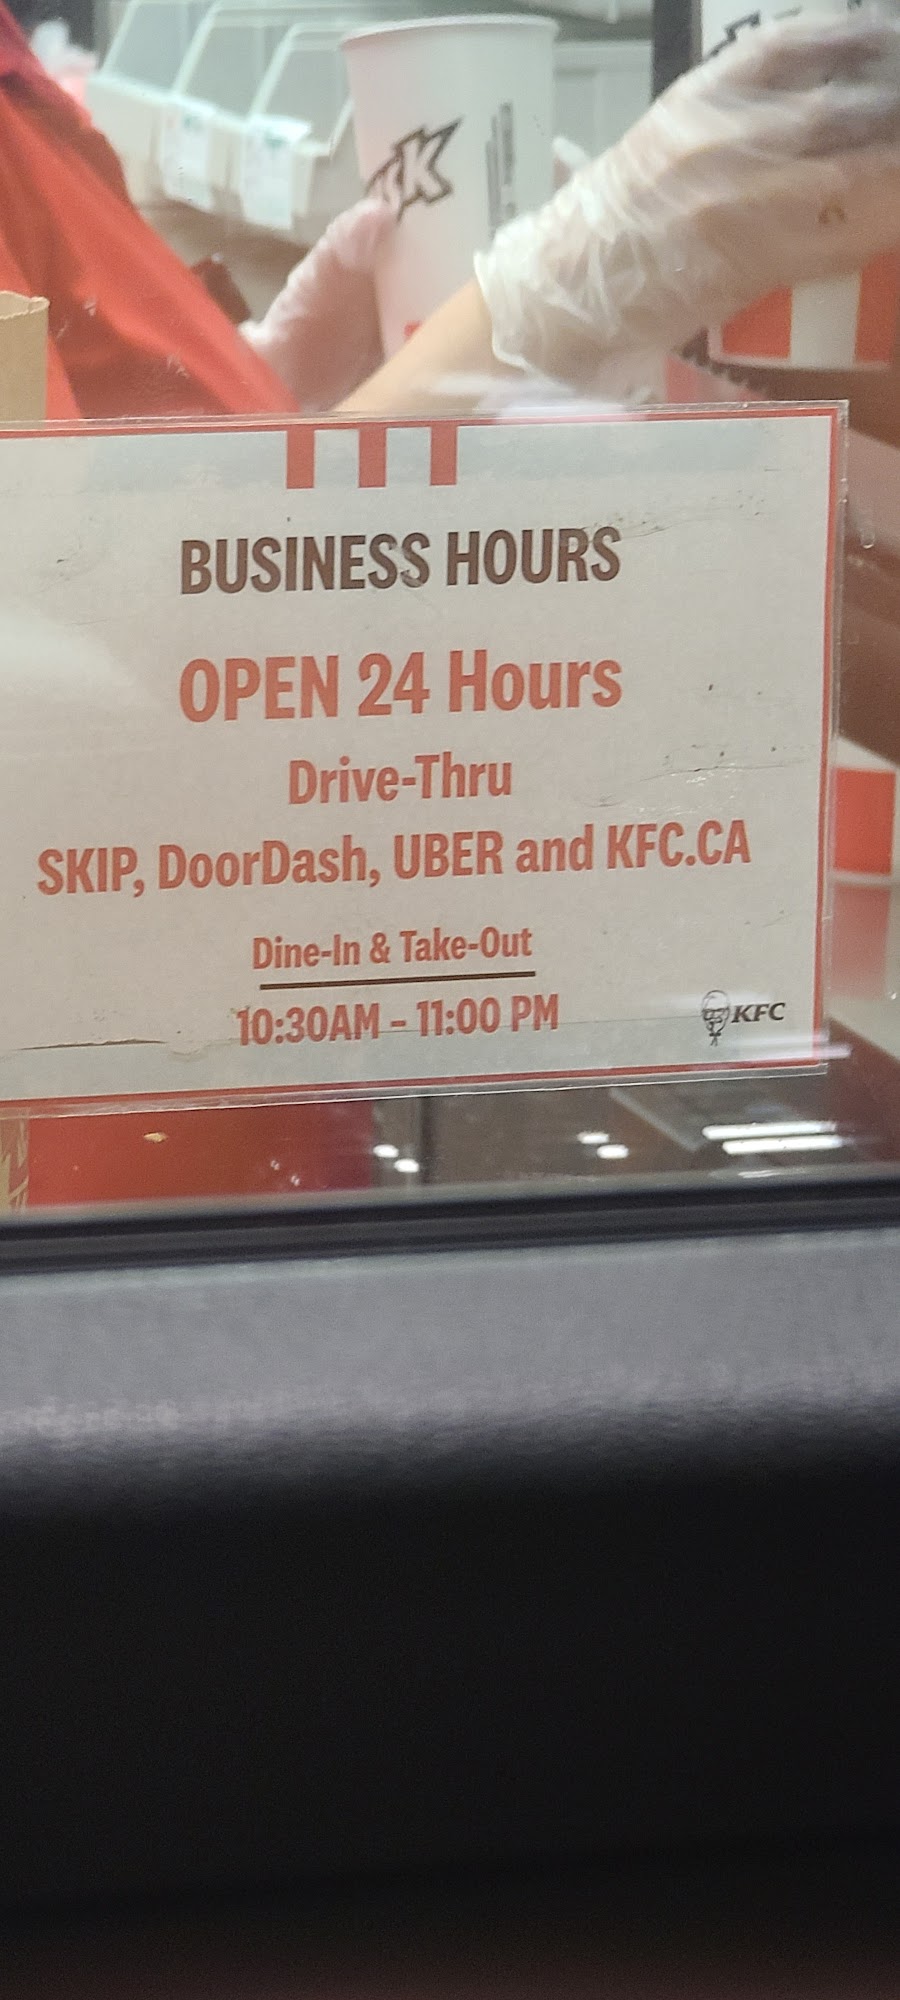 BUSINESS HOURS
OPEN 24 Hours
Drive-Thru
SKIP, DoorDash, UBER and KFC.CA
Dine-In & Take-Out
10:30AM - 11:00 PM
KFC